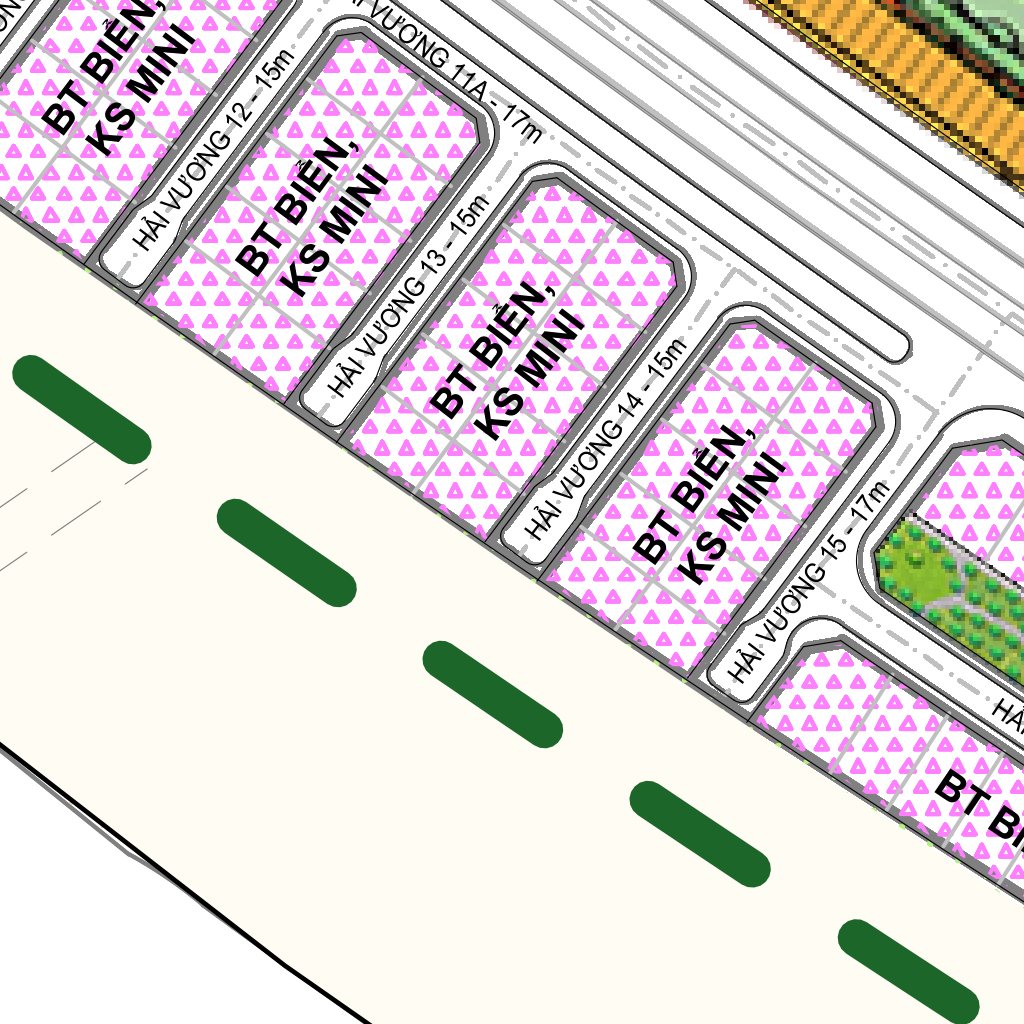 VƯƠNG 11A - 17m
BT BIỂN,
KS MINI
HẢI VƯƠNG 12 - 15m
BT BIỂN,
KS MINI
HẢI VƯƠNG 13 - 15m
BT BIỂN,
KS MINI
HẢI VƯƠNG 14 - 15m
BT BIỂN,
KS MINI
HẢI VƯƠNG 15 - 17m
BT